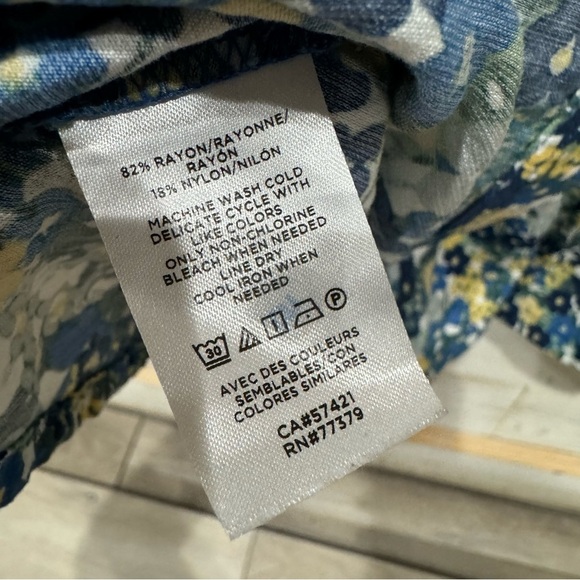 82% RAYON/RAYONNE/
RAYÓN
18% NYLON/NILÓN
MACHINE WASH COLD
DELICATE CYCLE WITH
LIKE COLORS
ONLY NON-CHLORINE
BLEACH WHEN NEEDED
LINE DRY
COOL IRON WHEN
NEEDED
30 P
AVEC DES COULEURS
SEMBLABLES/CON
COLORES SIMILARES
CA#57421
RN#77379